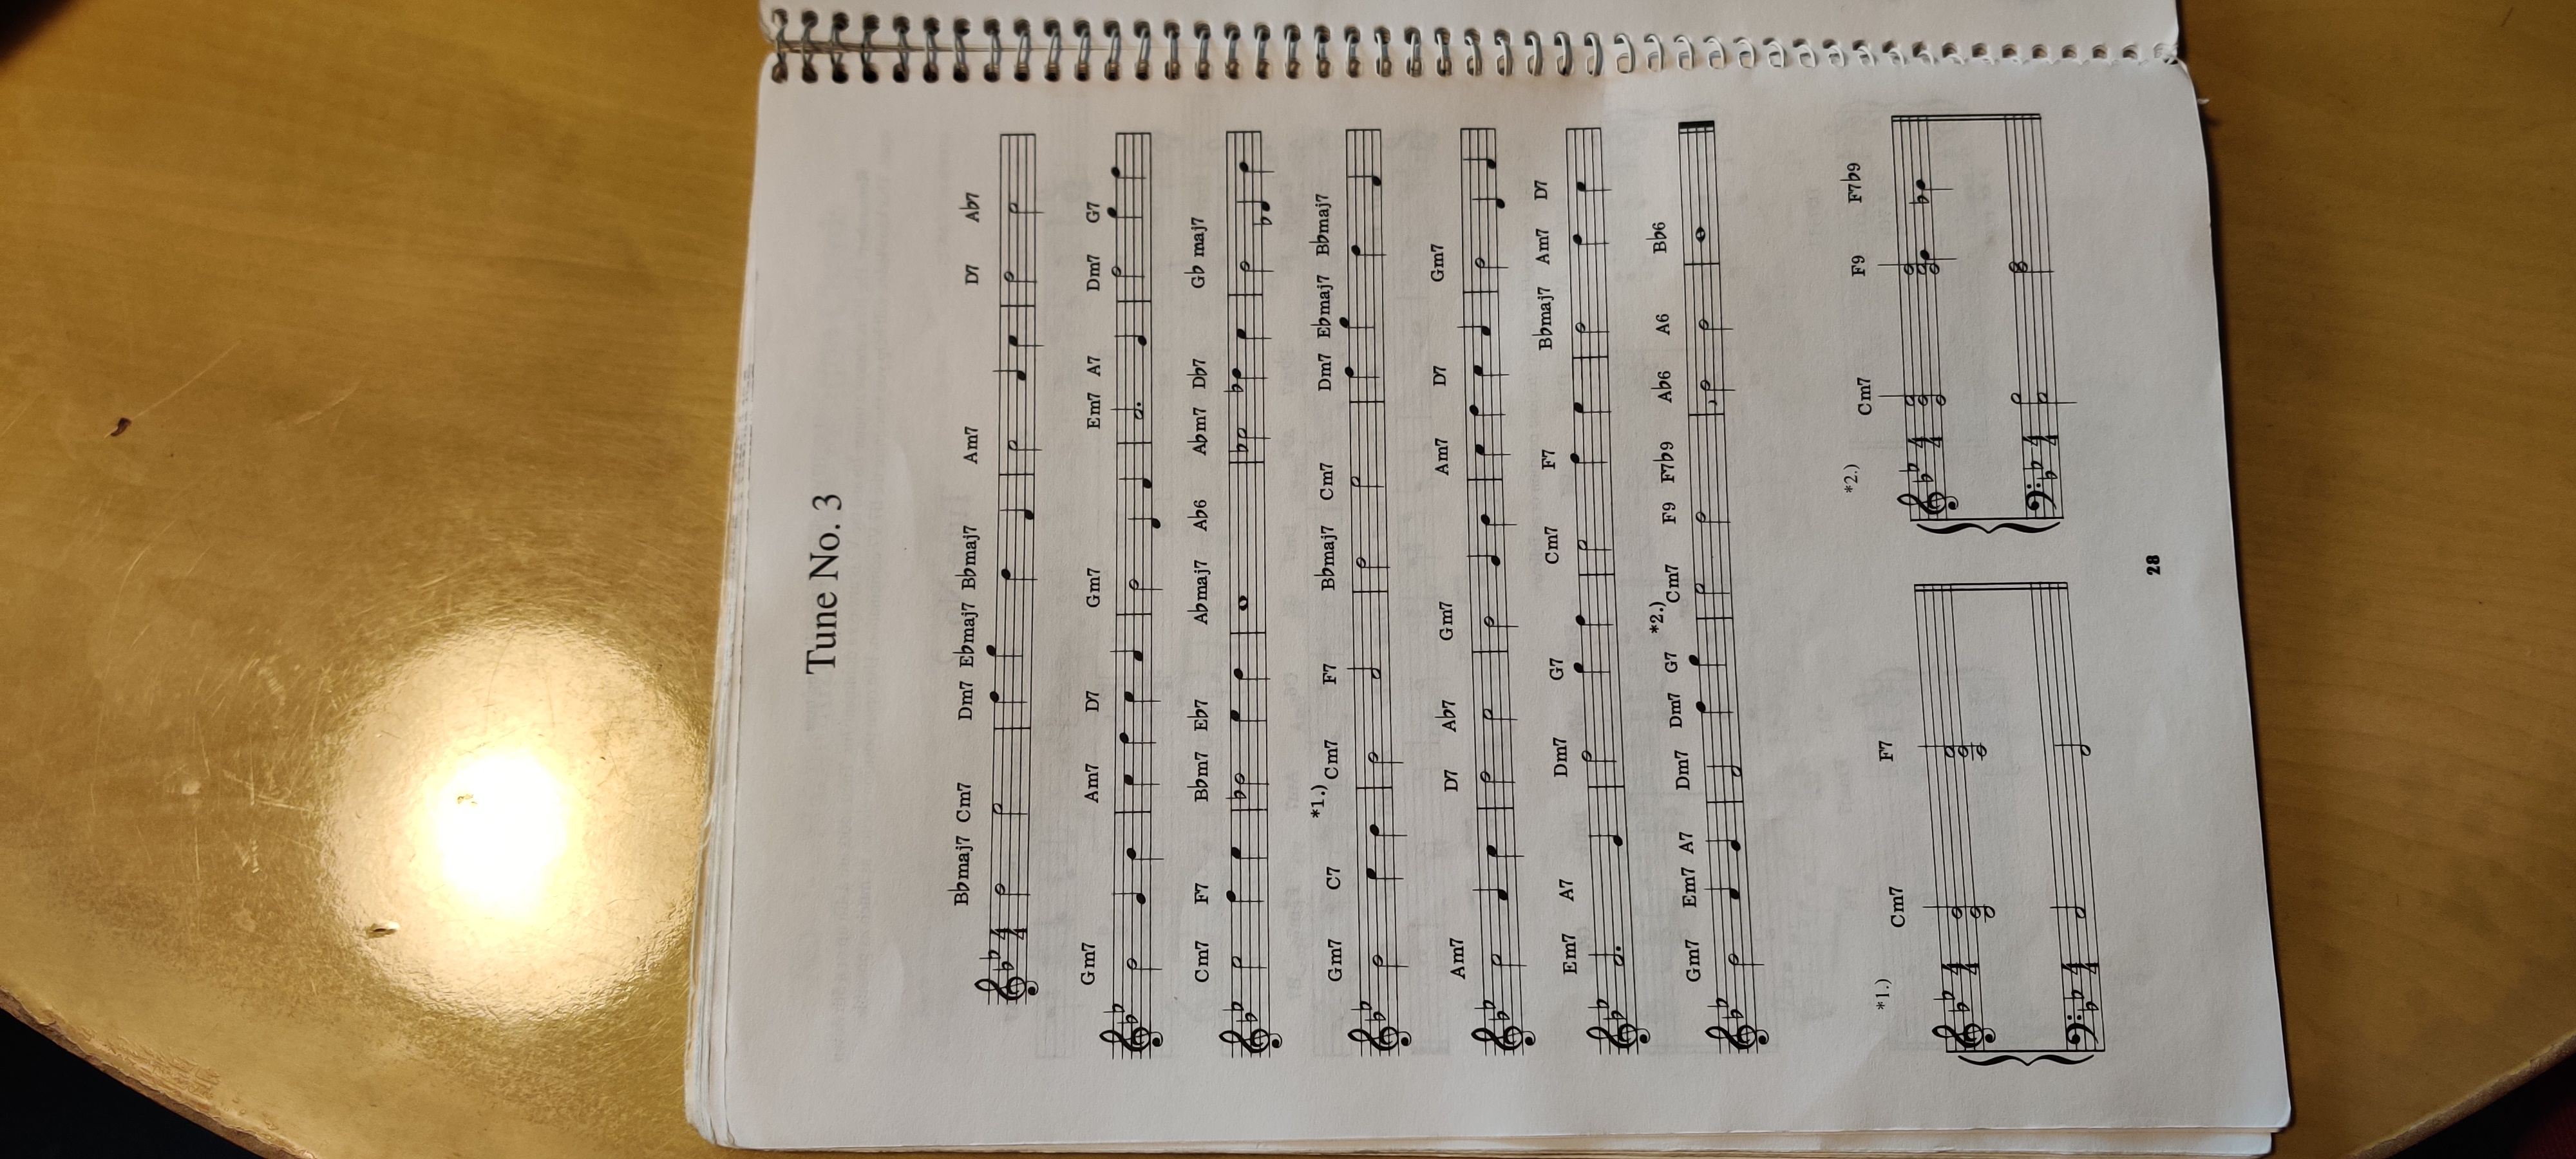 Tune No. 3
B♭maj7 Cm7 Dm7 E♭maj7 B♭maj7 Am7 D7 A♭7
Gm7 Am7 D7 Gm7 Em7 A7 Dm7 G7
Cm7 F7 B♭m7 E♭7 A♭maj7 A♭6 A♭m7 D♭7 G♭ maj7
Gm7 C7 *1.) Cm7 F7 B♭maj7 Cm7 Dm7 E♭maj7 B♭maj7
Am7 D7 A♭7 Gm7 Am7 D7 Gm7
Em7 A7 Dm7 G7 Cm7 F7 B♭maj7 Am7 D7
Gm7 Em7 A7 Dm7 Dm7 G7 *2.) Cm7 F9 F7♭9 A♭6 A6 B♭6
*1.) Cm7 F7
*2.) Cm7 F9 F7♭9
28